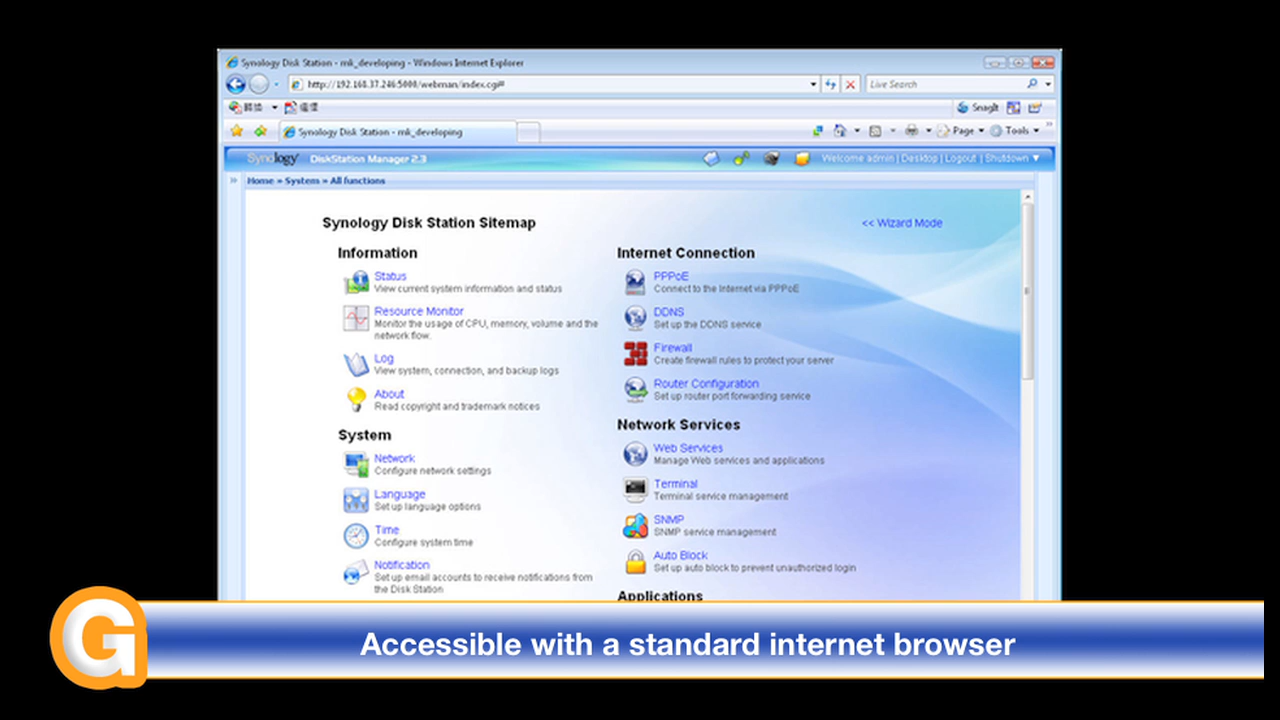 Synology Disk Station - mk_developing - Windows Internet Explorer
http://192.168.37.246:5000/webman/index.cgi#
Live Search
SnagIt
Synology Disk Station - mk_developing
Page
Tools
Synology DiskStation Manager 2.3
Welcome admin | Desktop | Logout | Shutdown
Home » System » All functions
Synology Disk Station Sitemap
<< Wizard Mode
Information
Status
View current system information and status
Resource Monitor
Monitor the usage of CPU, memory, volume and the
network flow.
Log
View system, connection, and backup logs
About
Read copyright and trademark notices
System
Network
Configure network settings
Language
Set up language options
Time
Configure system time
Notification
Set up email accounts to receive notifications from
the Disk Station
Internet Connection
PPPoE
Connect to the Internet via PPPoE
DDNS
Set up the DDNS service
Firewall
Create firewall rules to protect your server
Router Configuration
Set up router port forwarding service
Network Services
Web Services
Manage Web services and applications
Terminal
Terminal service management
SNMP
SNMP service management
Auto Block
Set up auto block to prevent unauthorized login
Applications
G
Accessible with a standard internet browser